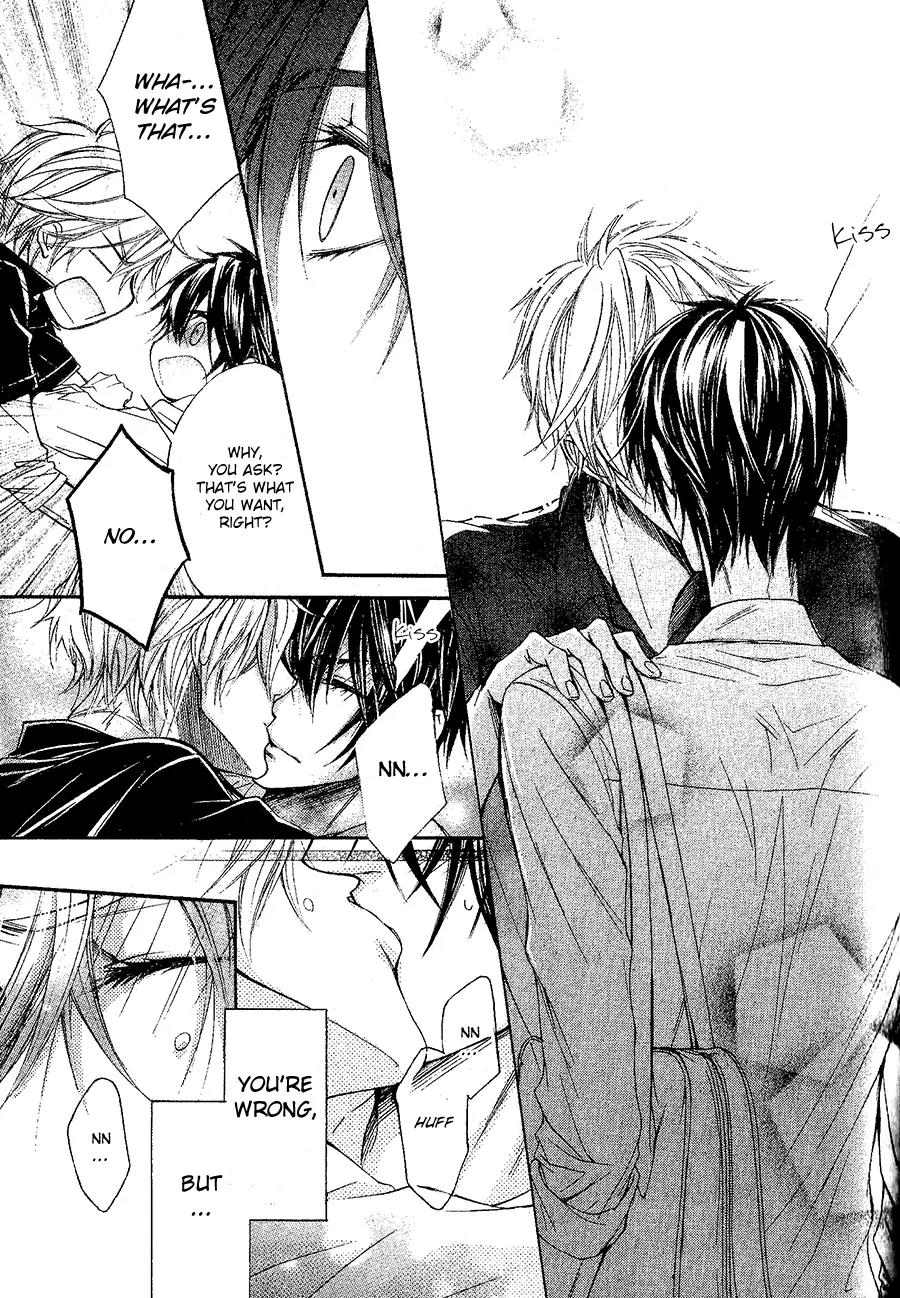 kiss
WHA-...
WHAT'S
THAT...
WHY,
YOU ASK?
THAT'S WHAT
YOU WANT,
RIGHT?
NO...
kiss
NN...
NN
...
HUFF
YOU'RE
WRONG,
BUT
...
NN
...